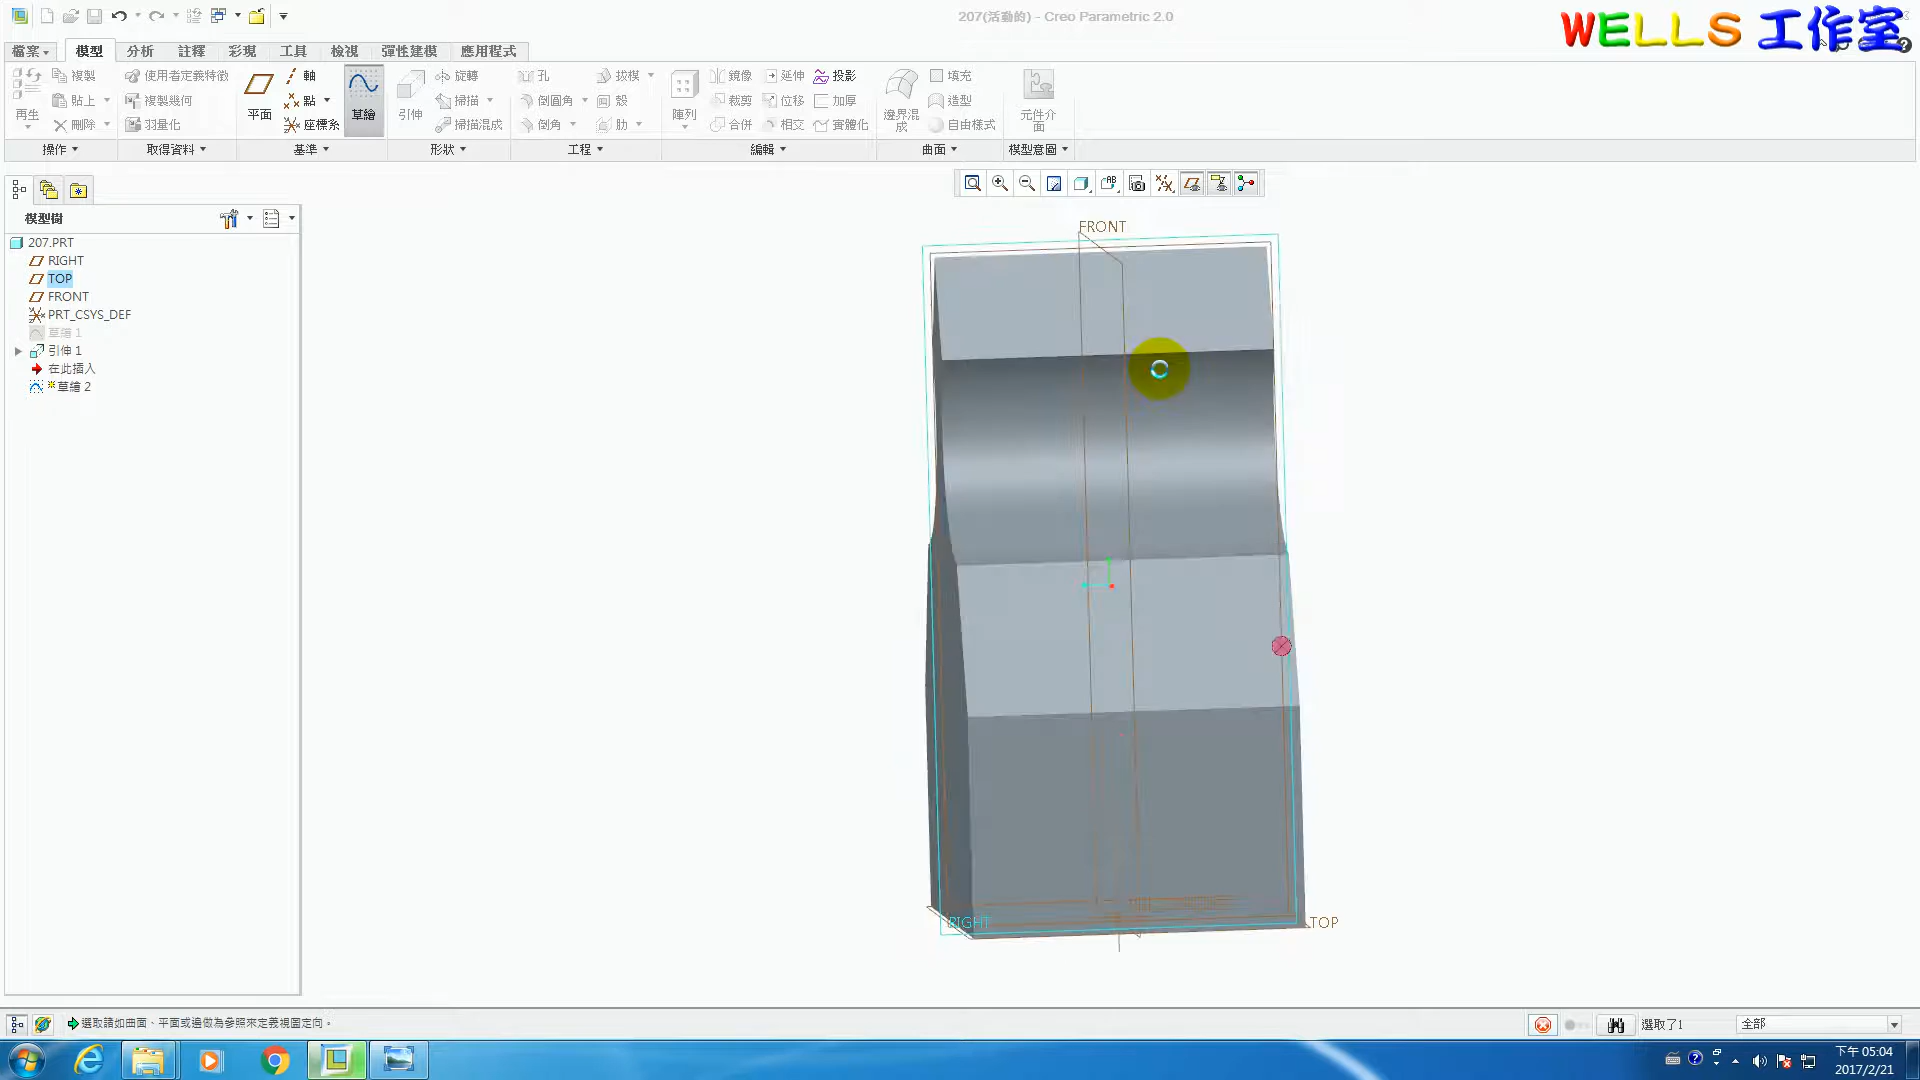 207(活動的) - Creo Parametric 2.0
WELLS 工作室
檔案 模型 分析 註釋 彩現 工具 檢視 彈性建模 應用程式
再生 複製 貼上 刪除
使用者定義特徵 複製幾何 羽量化
平面 軸 點 座標系 草繪
引伸 旋轉 掃描 掃描混成
孔 倒圓角 倒角 拔模 殼 肋
陣列 鏡像 裁剪 合併 延伸 位移 相交 投影 加厚 實體化
邊界混成 填充 造型 自由樣式
元件介面
操作 取得資料 基準 形狀 工程 編輯 曲面 模型意圖
模型樹
207.PRT
RIGHT
TOP
FRONT
PRT_CSYS_DEF
草繪 1
引伸 1
在此插入
草繪 2
FRONT
RIGHT
TOP
選取諸如曲面、平面或邊做為參照來定義視圖定向。
選取了1
全部
下午 05:04
2017/2/21